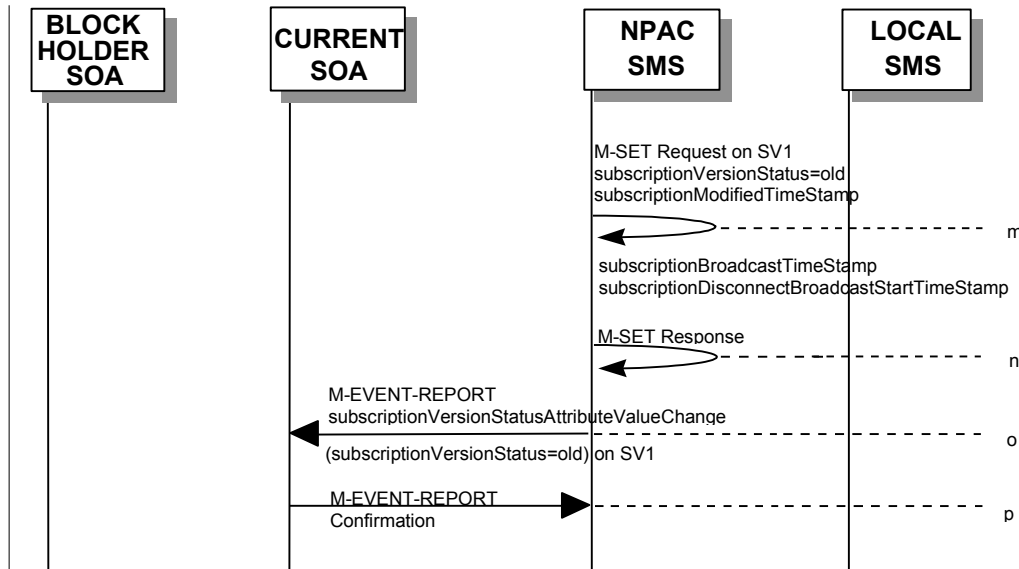 BLOCK
HOLDER
SOA
CURRENT
SOA
NPAC
SMS
LOCAL
SMS
M-SET Request on SV1
subscriptionVersionStatus=old
subscriptionModifiedTimeStamp
m
subscriptionBroadcastTimeStamp
subscriptionDisconnectBroadcastStartTimeStamp
M-SET Response
n
M-EVENT-REPORT
subscriptionVersionStatusAttributeValueChange
o
(subscriptionVersionStatus=old) on SV1
M-EVENT-REPORT
Confirmation
p